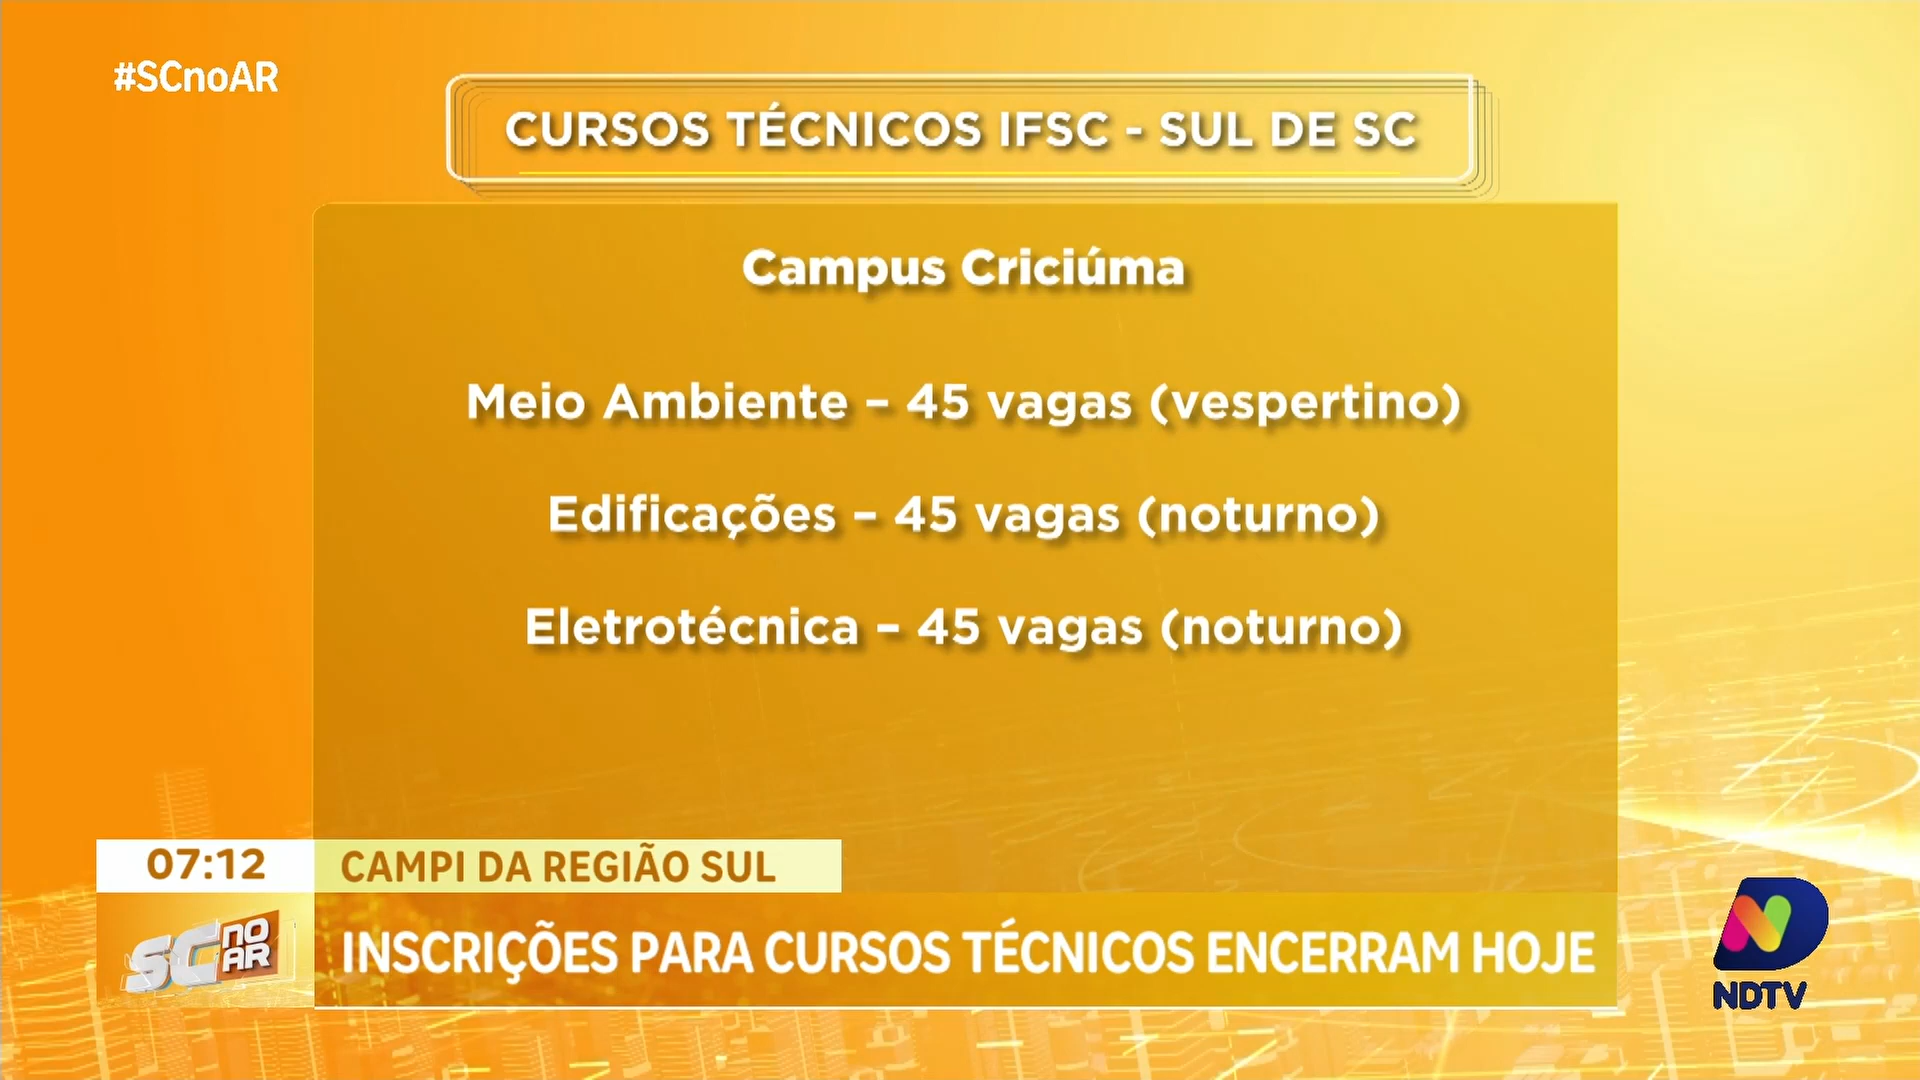 #SCnoAR
CURSOS TÉCNICOS IFSC - SUL DE SC
Campus Criciúma
Meio Ambiente – 45 vagas (vespertino)
Edificações – 45 vagas (noturno)
Eletrotécnica – 45 vagas (noturno)
07:12
CAMPI DA REGIÃO SUL
SC NO AR
INSCRIÇÕES PARA CURSOS TÉCNICOS ENCERRAM HOJE
NDTV